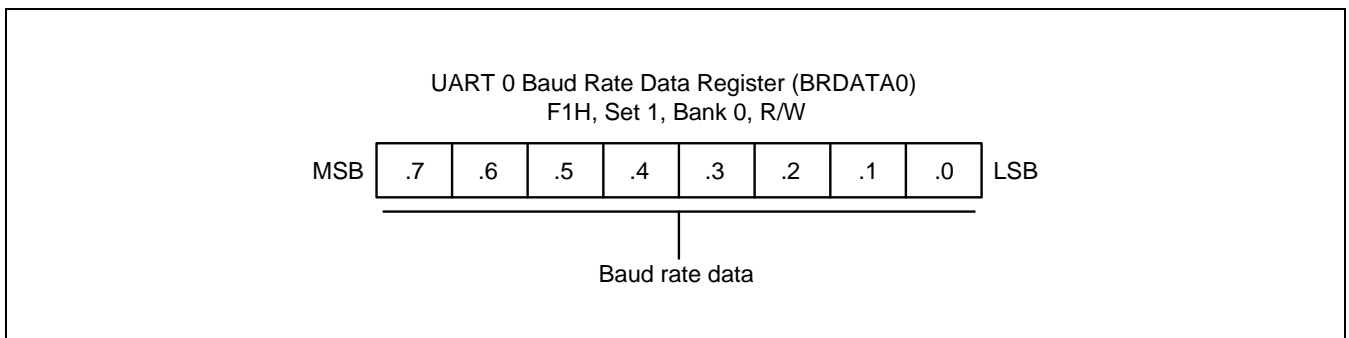 UART 0 Baud Rate Data Register (BRDATA0)
F1H, Set 1, Bank 0, R/W
MSB .7 .6 .5 .4 .3 .2 .1 .0 LSB
Baud rate data